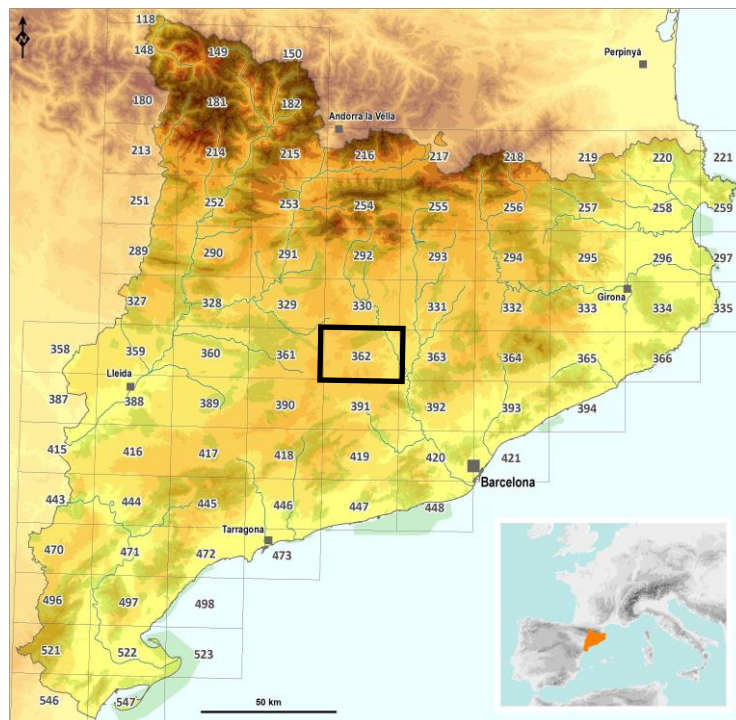 118
148 149 150
Perpinyà
N
180 181 182
Andorra la Vella
213 214 215 216 217 218 219 220 221
251 252 253 254 255 256 257 258 259
289 290 291 292 293 294 295 296 297
Girona
327 328 329 330 331 332 333 334 335
358 359 360 361 362 363 364 365 366
Lleida
387 388 389 390 391 392 393 394
415 416 417 418 419 420 421
Barcelona
443 444 445 446 447 448
Tarragona
470 471 472 473
496 497 498
521 522 523
546 547
50 km